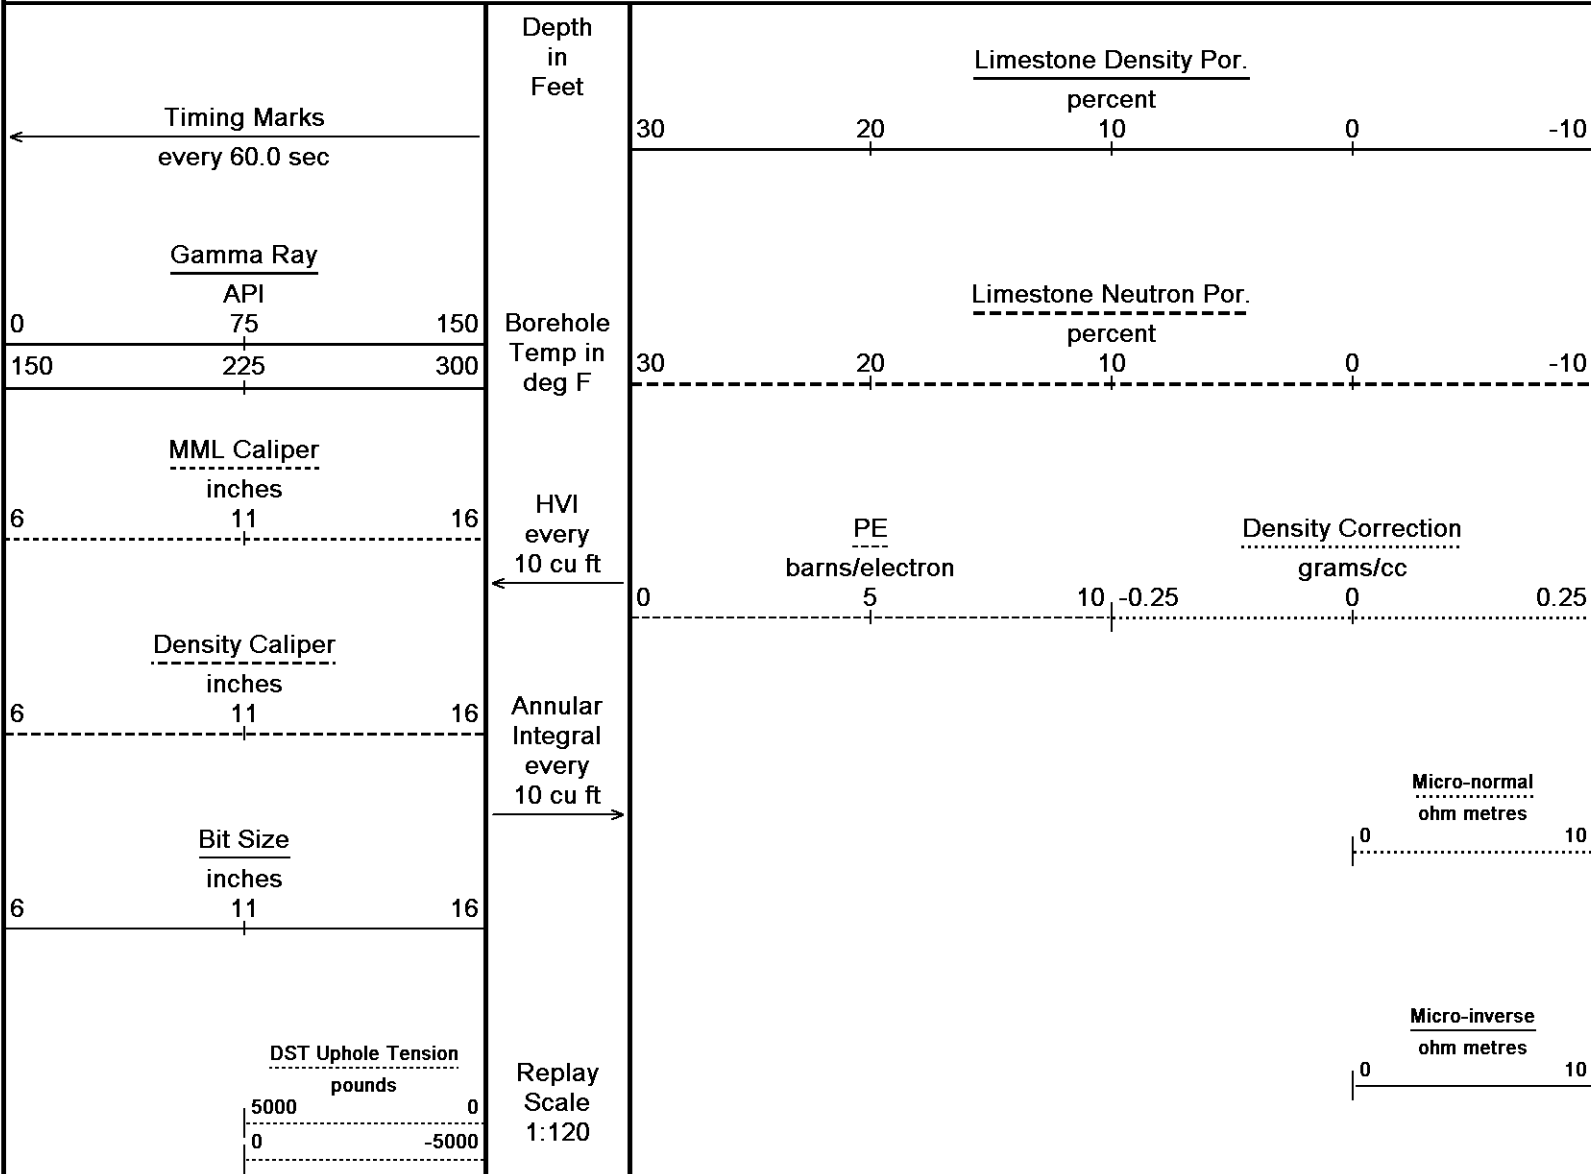 Depth
in
Feet
Timing Marks
every 60.0 sec
Gamma Ray
API
0 75 150
150 225 300
MML Caliper
inches
6 11 16
Density Caliper
inches
6 11 16
Bit Size
inches
6 11 16
DST Uphole Tension
pounds
5000 0
0 -5000
Borehole
Temp in
deg F
HVI
every
10 cu ft
Annular
Integral
every
10 cu ft
Replay
Scale
1:120
Limestone Density Por.
percent
30 20 10 0 -10
Limestone Neutron Por.
percent
30 20 10 0 -10
PE
barns/electron
0 5 10
Density Correction
grams/cc
-0.25 0 0.25
Micro-normal
ohm metres
0 10
Micro-inverse
ohm metres
0 10